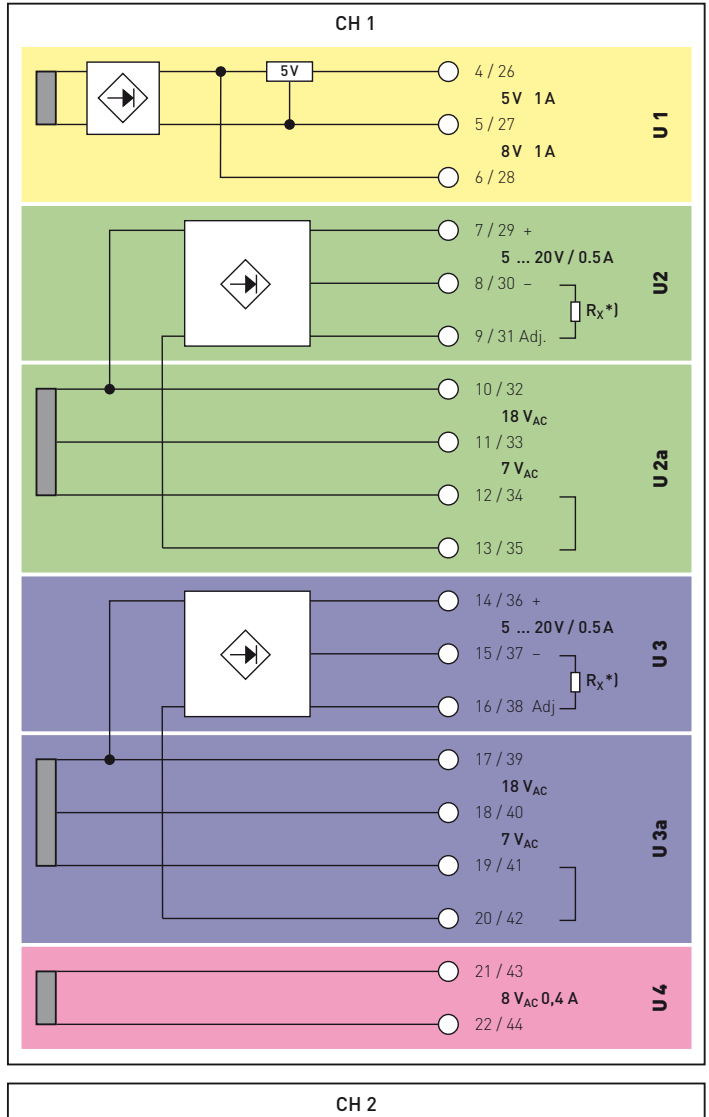 CH 1
5V
4 / 26
5V 1A
5 / 27
8V 1A
6 / 28
U 1
7 / 29 +
5 ... 20V / 0.5A
8 / 30 –
RX*)
9 / 31 Adj.
U2
10 / 32
18 VAC
11 / 33
7 VAC
12 / 34
13 / 35
U 2a
14 / 36 +
5 ... 20V / 0.5A
15 / 37 –
RX*)
16 / 38 Adj
U 3
17 / 39
18 VAC
18 / 40
7 VAC
19 / 41
20 / 42
U 3a
21 / 43
8 VAC 0,4 A
22 / 44
U 4
CH 2